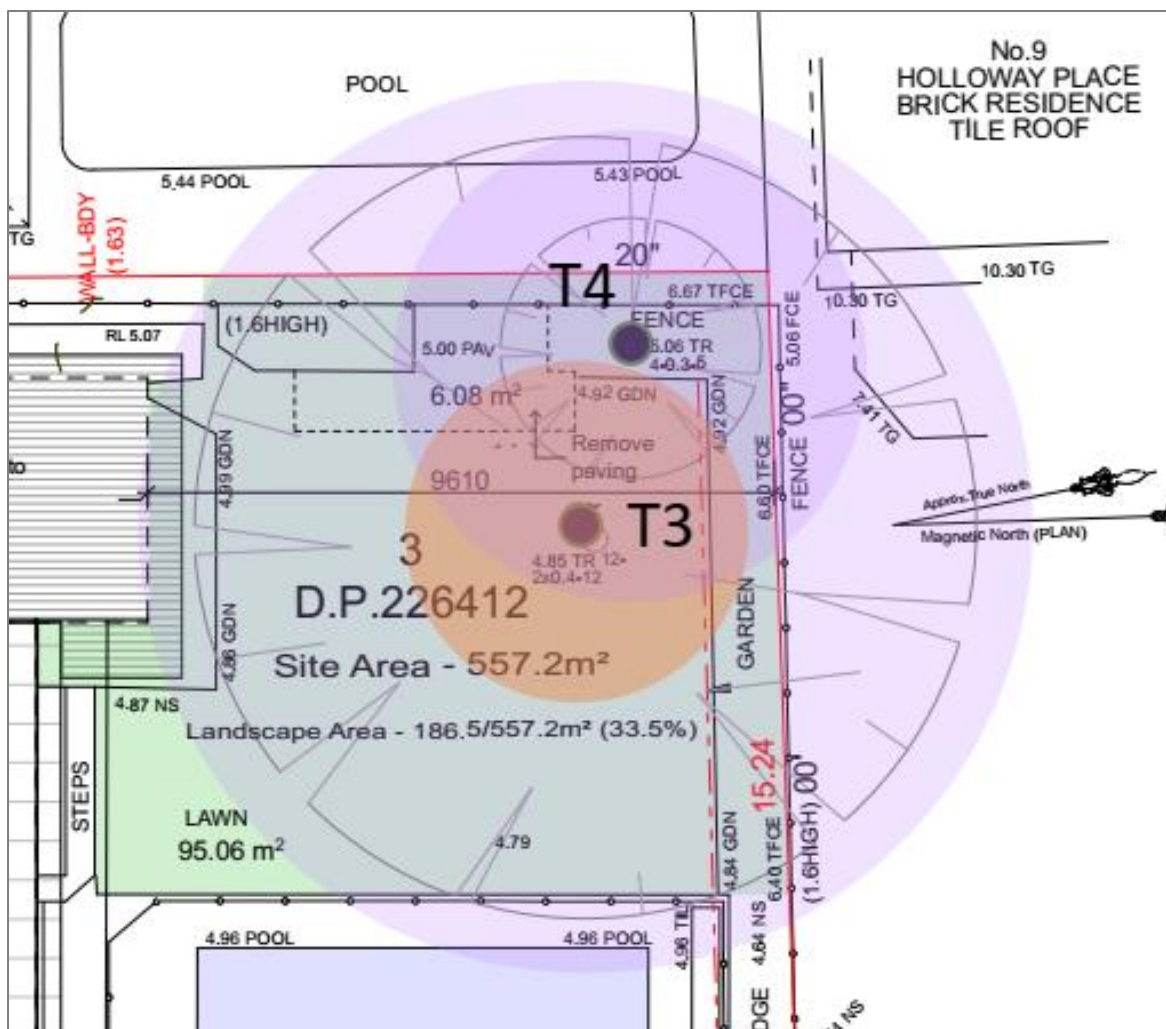 No.9
HOLLOWAY PLACE
BRICK RESIDENCE
TILE ROOF
POOL
5.44 POOL
5.43 POOL
TG
WALL-BDY
(1.63)
20"
10.30 TG
10.30 TG
T4
6.67 TFCE
FENCE
(1.6HIGH)
RL 5.07
5.00 PAV
5.06 TR
5.06 FCE
6.08 m²
4.92 GDN
4.92 GDN
00"
7.41 TG
Remove
paving
4.99 GDN
9610
6.60 TFCE
FENCE
Approx.True North
Magnetic North (PLAN)
to
T3
3
4.85 TR
D.P.226412
GARDEN
4.86 GDN
Site Area - 557.2m²
4.87 NS
Landscape Area - 186.5/557.2m² (33.5%)
15.24
00"
STEPS
LAWN
95.06 m²
4.79
4.84 GDN
6.40 TFCE
(1.6HIGH)
4.96 POOL
4.96 POOL
4.96 TIL
4.64 NS
DGE
NS